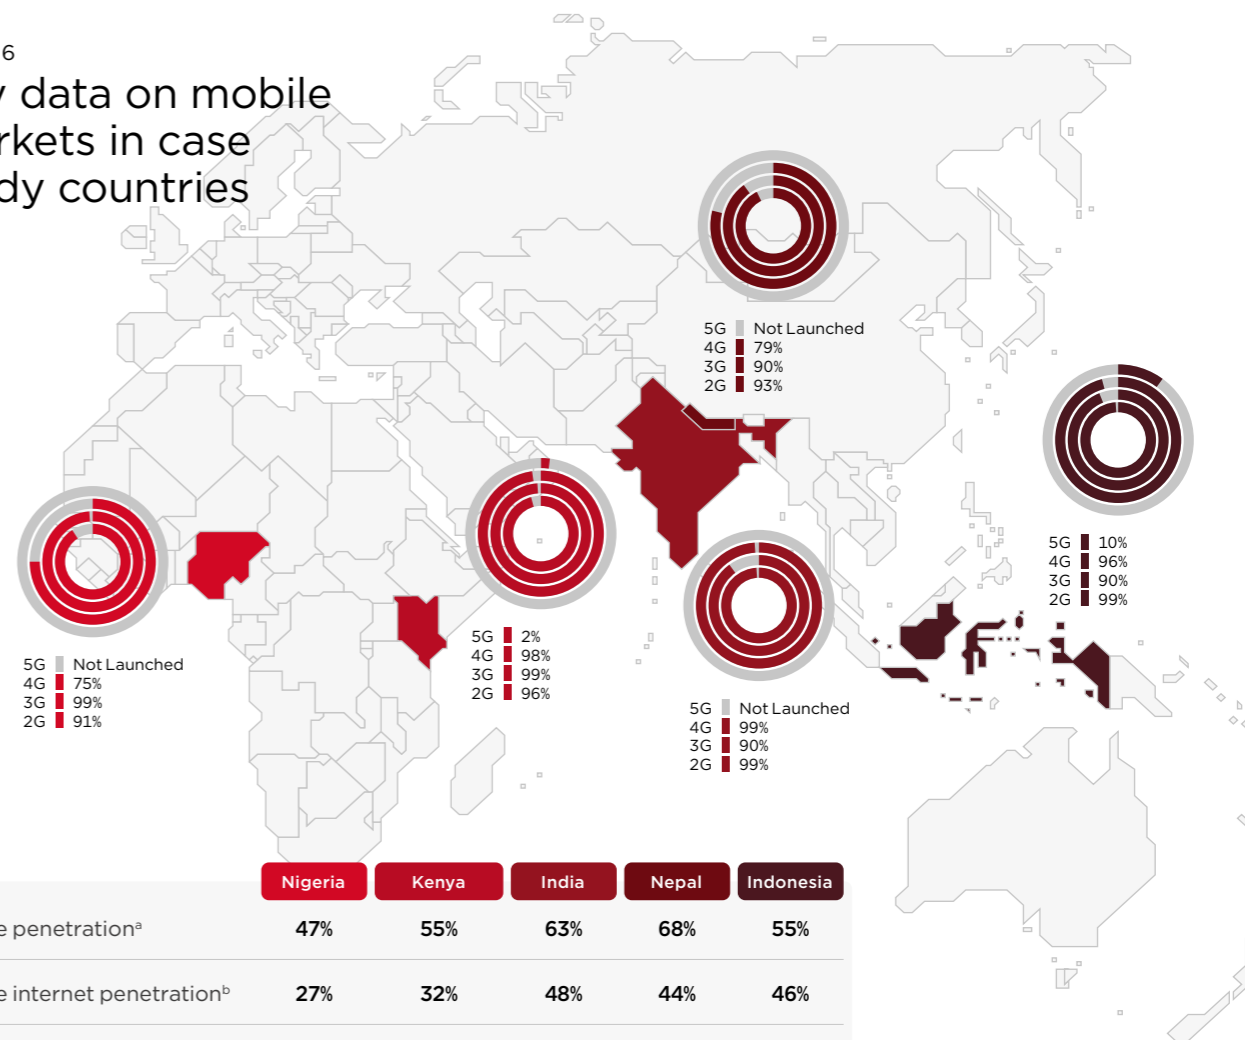 6
y data on mobile
rkets in case
dy countries
5G Not Launched
4G 79%
3G 90%
2G 93%
5G 10%
4G 96%
3G 90%
2G 99%
5G 2%
4G 98%
3G 99%
2G 96%
5G Not Launched
4G 75%
3G 99%
2G 91%
5G Not Launched
4G 99%
3G 90%
2G 99%
Nigeria Kenya India Nepal Indonesia
e penetrationᵃ 47% 55% 63% 68% 55%
e internet penetrationᵇ 27% 32% 48% 44% 46%